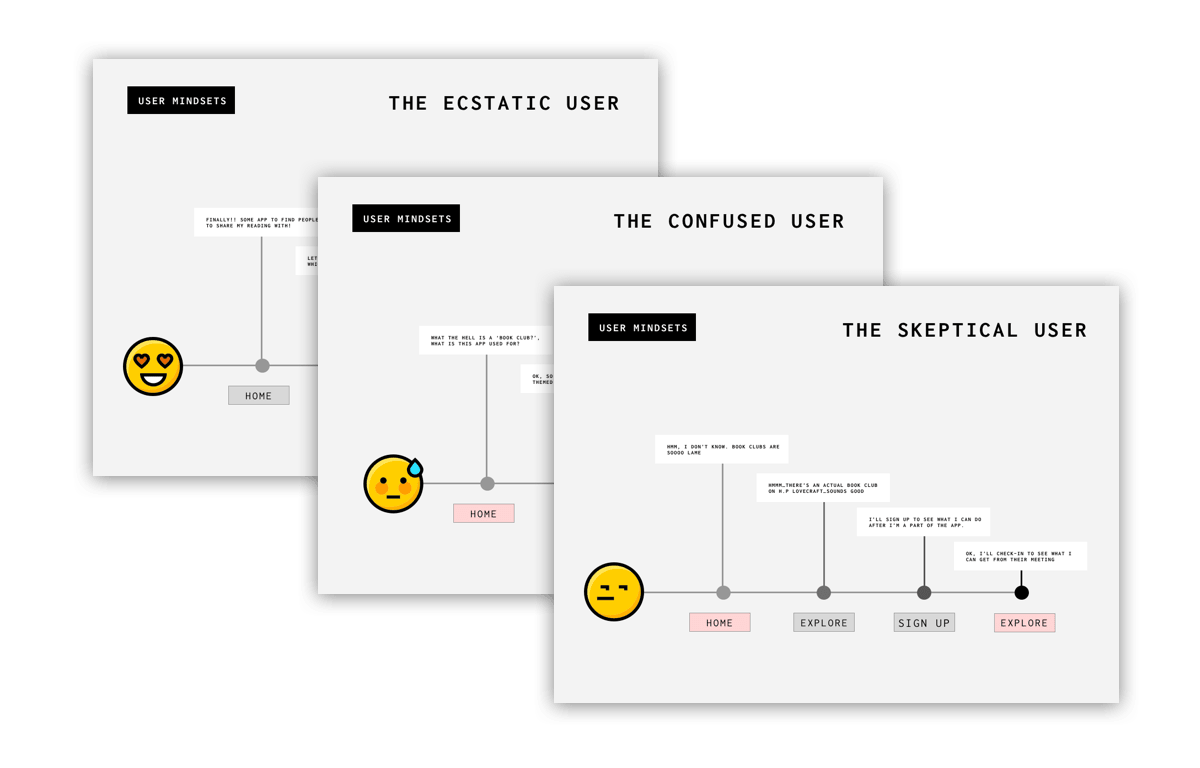 USER MINDSETS
THE ECSTATIC USER
FINALLY!! SOME APP TO FIND PEOPLE
TO SHARE MY READING WITH!
LET
WHI
HOME
USER MINDSETS
THE CONFUSED USER
WHAT THE HELL IS A 'BOOK CLUB?',
WHAT IS THIS APP USED FOR?
OK, SO
THEMED
HOME
USER MINDSETS
THE SKEPTICAL USER
HMM, I DON'T KNOW. BOOK CLUBS ARE
SOOOO LAME
HMMM…THERE'S AN ACTUAL BOOK CLUB
ON H.P LOVECRAFT…SOUNDS GOOD
I'LL SIGN UP TO SEE WHAT I CAN DO
AFTER I'M A PART OF THE APP.
OK, I'LL CHECK-IN TO SEE WHAT I
CAN GET FROM THEIR MEETING
HOME
EXPLORE
SIGN UP
EXPLORE